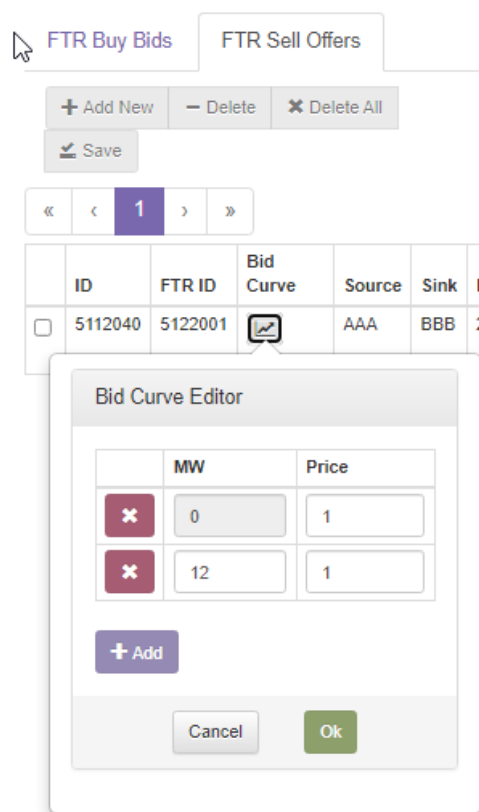 FTR Buy Bids FTR Sell Offers
+ Add New − Delete ✖ Delete All
Save
« ‹ 1 › »
ID FTR ID Bid Curve Source Sink
5112040 5122001 AAA BBB
Bid Curve Editor
MW Price
✖ 0 1
✖ 12 1
+ Add
Cancel Ok